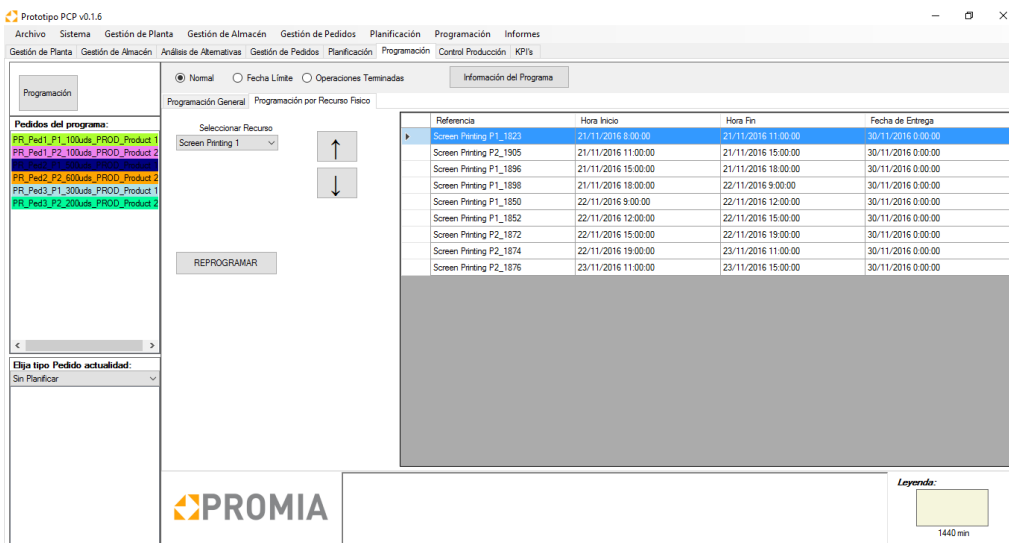 Prototipo PCP v0.1.6
Archivo Sistema Gestión de Planta Gestión de Almacén Gestión de Pedidos Planificación Programación Informes
Gestión de Planta Gestión de Almacén Análisis de Alternativas Gestión de Pedidos Planificación Programación Control Producción KPI's
Programación
Normal Fecha Límite Operaciones Terminadas Información del Programa
Programación General Programación por Recurso Fisico
Pedidos del programa:
PR_Ped1_P1_100uds_PROD_Product 1
PR_Ped1_P2_100uds_PROD_Product 2
PR_Ped2_P2_600uds_PROD_Product 2
PR_Ped3_P1_300uds_PROD_Product 1
PR_Ped3_P2_200uds_PROD_Product 2
Seleccionar Recurso
Screen Printing 1
↑
↓
REPROGRAMAR
Referencia Hora Inicio Hora Fin Fecha de Entrega
Screen Printing P1_1823 21/11/2016 8:00:00 21/11/2016 11:00:00 30/11/2016 0:00:00
Screen Printing P2_1905 21/11/2016 11:00:00 21/11/2016 15:00:00 30/11/2016 0:00:00
Screen Printing P1_1896 21/11/2016 15:00:00 21/11/2016 18:00:00 30/11/2016 0:00:00
Screen Printing P1_1898 21/11/2016 18:00:00 22/11/2016 9:00:00 30/11/2016 0:00:00
Screen Printing P1_1850 22/11/2016 9:00:00 22/11/2016 12:00:00 30/11/2016 0:00:00
Screen Printing P1_1852 22/11/2016 12:00:00 22/11/2016 15:00:00 30/11/2016 0:00:00
Screen Printing P2_1872 22/11/2016 15:00:00 22/11/2016 19:00:00 30/11/2016 0:00:00
Screen Printing P2_1874 22/11/2016 19:00:00 23/11/2016 11:00:00 30/11/2016 0:00:00
Screen Printing P2_1876 23/11/2016 11:00:00 23/11/2016 15:00:00 30/11/2016 0:00:00
Elija tipo Pedido actualidad:
Sin Planificar
PROMIA
Leyenda:
1440 min